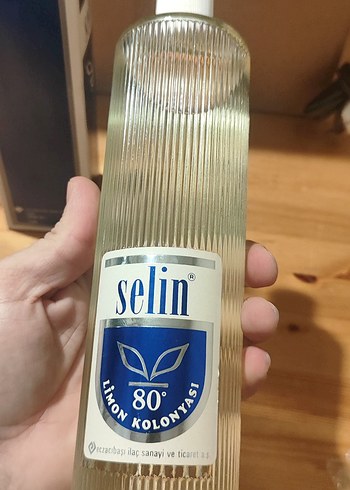 selin®
80°
LİMON KOLONYASI
eczacıbaşı ilaç sanayi ve ticaret a.ş.